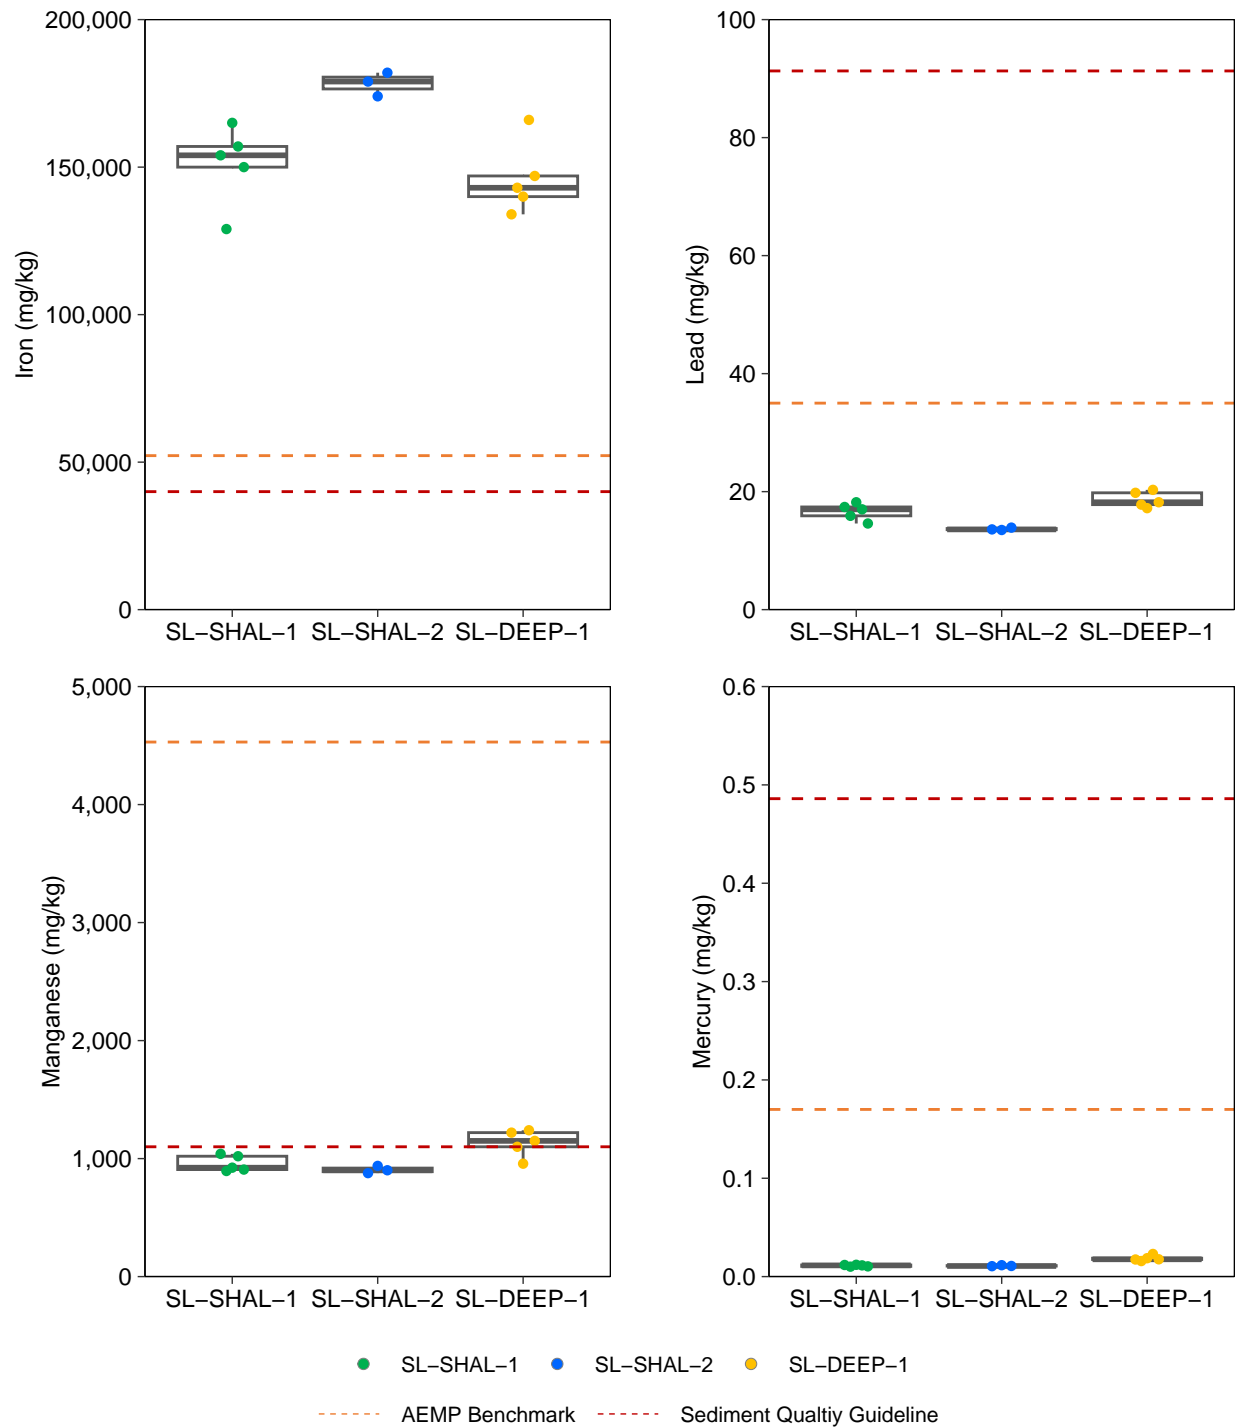 Iron (mg/kg)
200,000
150,000
100,000
50,000
0
SL−SHAL−1 SL−SHAL−2 SL−DEEP−1
Lead (mg/kg)
100
80
60
40
20
0
SL−SHAL−1 SL−SHAL−2 SL−DEEP−1
Manganese (mg/kg)
5,000
4,000
3,000
2,000
1,000
0
SL−SHAL−1 SL−SHAL−2 SL−DEEP−1
Mercury (mg/kg)
0.6
0.5
0.4
0.3
0.2
0.1
0.0
SL−SHAL−1 SL−SHAL−2 SL−DEEP−1
SL−SHAL−1 SL−SHAL−2 SL−DEEP−1
AEMP Benchmark Sediment Qualtiy Guideline